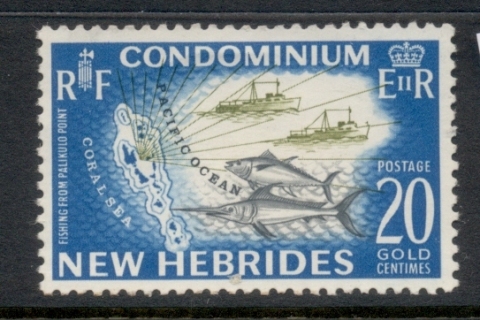 CONDOMINIUM
RF
EIIR
FISHING FROM PALIKULO POINT
CORAL SEA
PACIFIC OCEAN
POSTAGE
20
GOLD
CENTIMES
NEW HEBRIDES